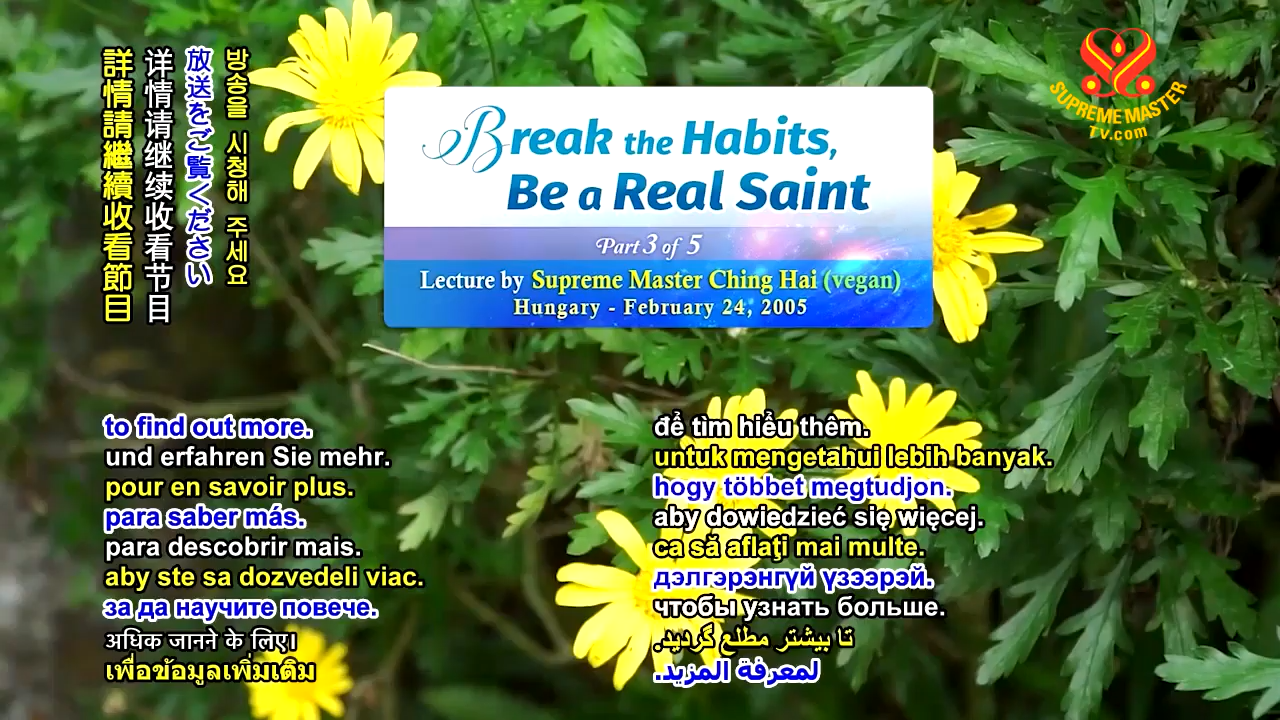 詳情請繼續收看節目
详情请继续收看节目
放送をご覧ください
방송을 시청해 주세요
SUPREME MASTER
Tv.com
Break the Habits,
Be a Real Saint
Part 3 of 5
Lecture by Supreme Master Ching Hai (vegan)
Hungary - February 24, 2005
to find out more.
und erfahren Sie mehr.
pour en savoir plus.
para saber más.
para descobrir mais.
aby ste sa dozvedeli viac.
за да научите повече.
अधिक जानने के लिए।
เพื่อข้อมูลเพิ่มเติม
để tìm hiểu thêm.
untuk mengetahui lebih banyak.
hogy többet megtudjon.
aby dowiedzieć się więcej.
ca să aflaţi mai multe.
дэлгэрэнгүй үзээрэй.
чтобы узнать больше.
تا بیشتر مطلع گردید.
لمعرفة المزيد.